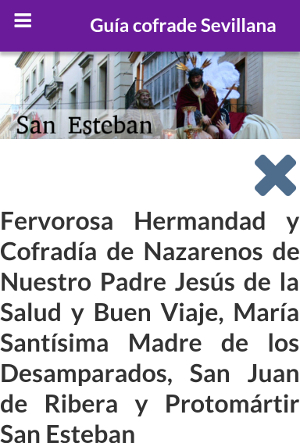 Guía cofrade Sevillana
San Esteban
Fervorosa Hermandad y
Cofradía de Nazarenos de
Nuestro Padre Jesús de la
Salud y Buen Viaje, María
Santísima Madre de los
Desamparados, San Juan
de Ribera y Protomártir
San Esteban